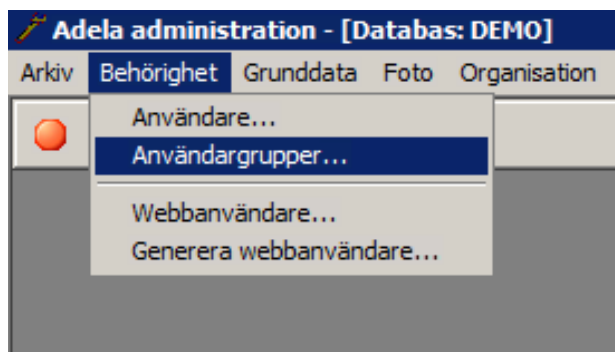 Adela administration - [Databas: DEMO]
Arkiv Behörighet Grunddata Foto Organisation
Användare...
Användargrupper...
Webbanvändare...
Generera webbanvändare...